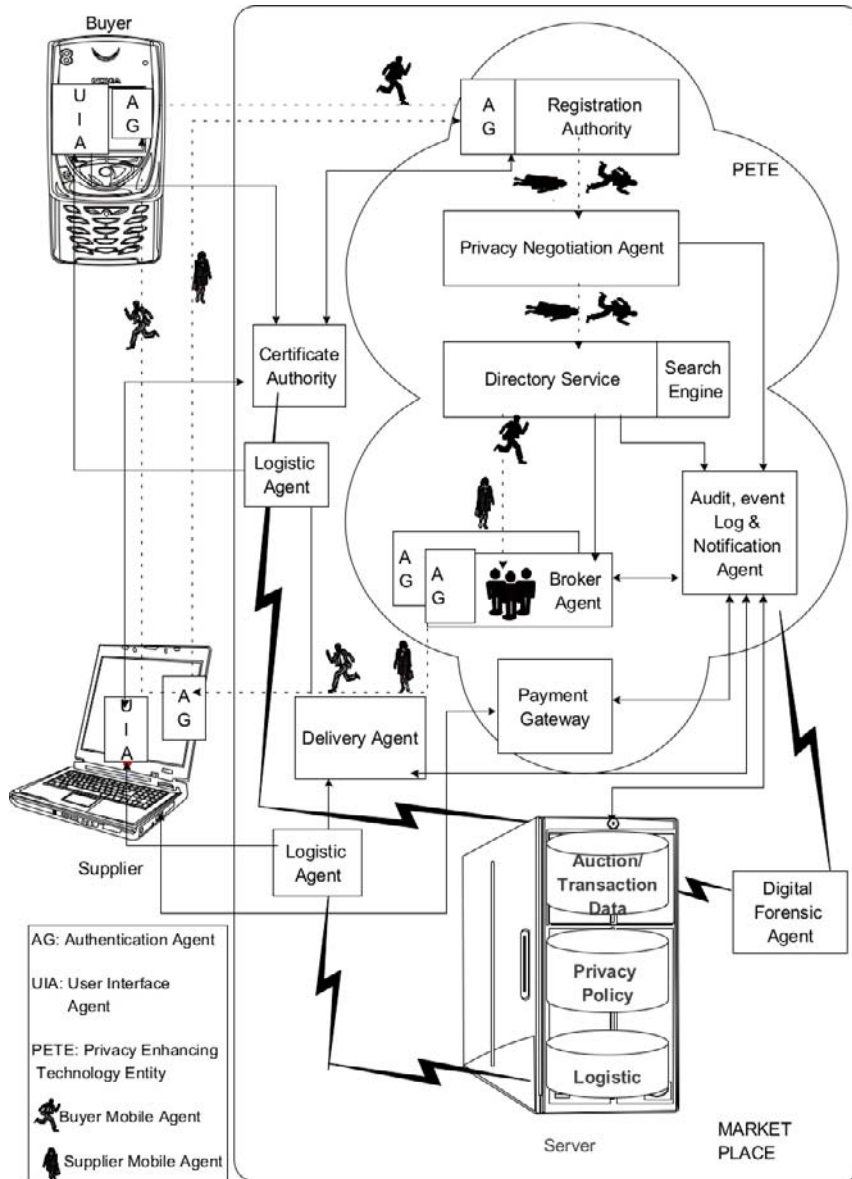 Buyer
U
I
A
A
G
A
G
Registration
Authority
PETE
Privacy Negotiation Agent
Certificate
Authority
Directory Service
Search
Engine
Logistic
Agent
Audit, event
Log &
Notification
Agent
A
G
A
G
Broker
Agent
A
G
U
I
A
Payment
Gateway
Delivery Agent
Supplier
Logistic
Agent
Auction/
Transaction
Data
Digital
Forensic
Agent
Privacy
Policy
Logistic
Server
MARKET
PLACE
AG: Authentication Agent
UIA: User Interface
Agent
PETE: Privacy Enhancing
Technology Entity
Buyer Mobile Agent
Supplier Mobile Agent